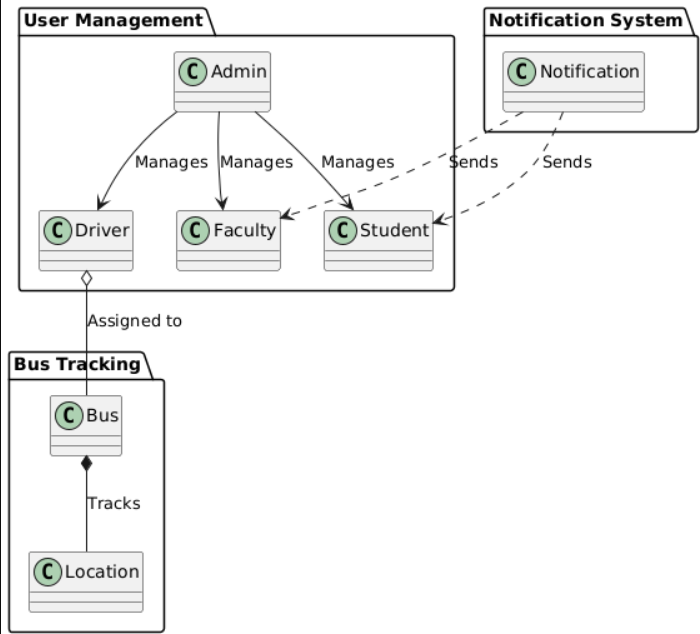 User Management
Notification System
C Admin
C Notification
Manages Manages Manages Sends Sends
C Driver
C Faculty
C Student
Assigned to
Bus Tracking
C Bus
Tracks
C Location